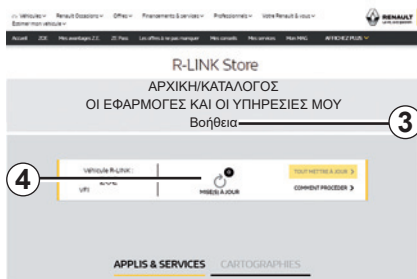 Véhicules Renault Occasions Offres Financements & services Professionnels Votre Renault & vous
Estimer mon véhicule
RENAULT
Accueil ZOE Mes avantages Z.E. ZE Pass Les offres à ne pas manquer Mes conseils Mes services Mon MAG AFFICHEZ PLUS
R-LINK Store
ΑΡΧΙΚΗ/ΚΑΤΑΛΟΓΟΣ
ΟΙ ΕΦΑΡΜΟΓΕΣ ΚΑΙ ΟΙ ΥΠΗΡΕΣΙΕΣ ΜΟΥ
Βοήθεια 3
4
Véhicule R-LINK :
MISE(S) À JOUR
TOUT METTRE À JOUR
COMMENT PROCÉDER
APPLIS & SERVICES CARTOGRAPHIES